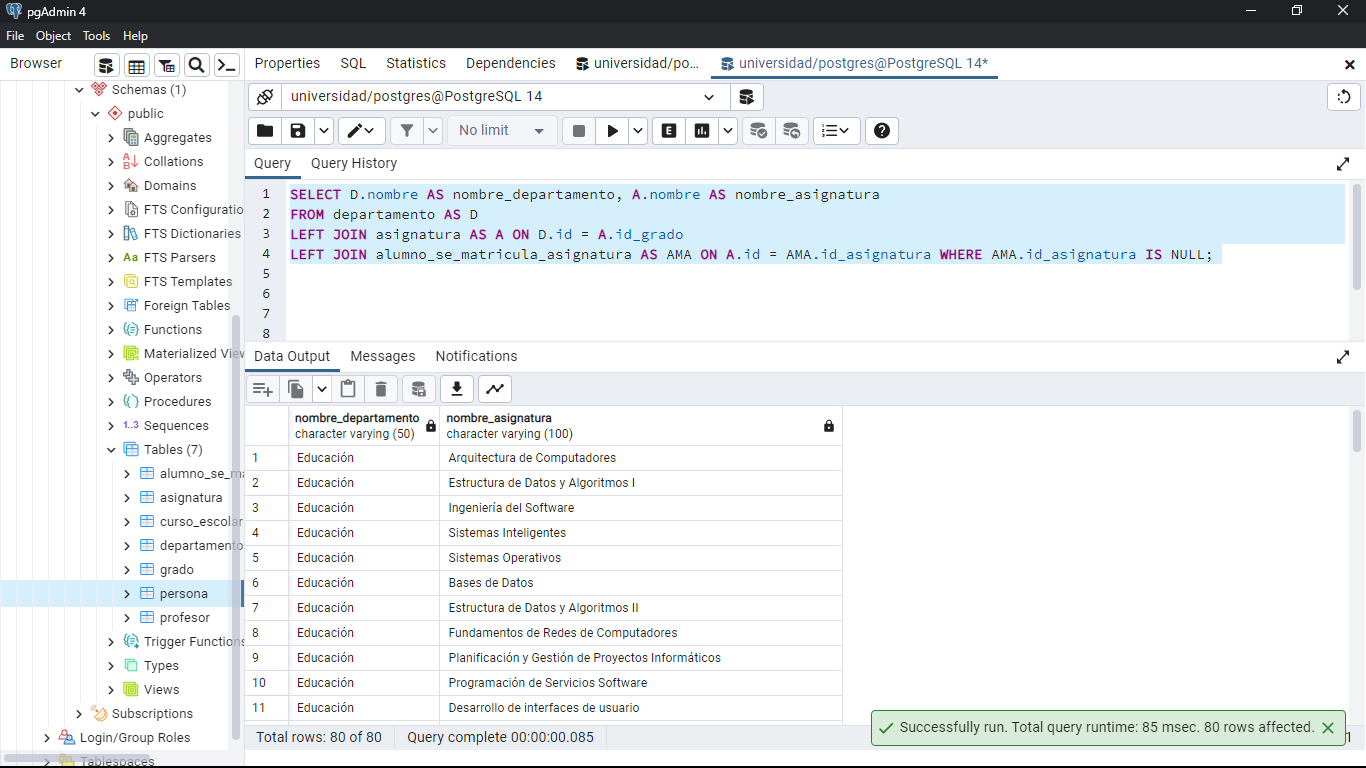 pgAdmin 4
File Object Tools Help
Browser
Properties SQL Statistics Dependencies universidad/po... universidad/postgres@PostgreSQL 14*
Schemas (1)
public
Aggregates
Collations
Domains
FTS Configuratio
FTS Dictionaries
FTS Parsers
FTS Templates
Foreign Tables
Functions
Materialized View
Operators
Procedures
Sequences
Tables (7)
alumno_se_ma
asignatura
curso_escolar
departamento
grado
persona
profesor
Trigger Functions
Types
Views
Subscriptions
Login/Group Roles
Tablespaces
universidad/postgres@PostgreSQL 14
No limit
E
Query Query History
1 SELECT D.nombre AS nombre_departamento, A.nombre AS nombre_asignatura
2 FROM departamento AS D
3 LEFT JOIN asignatura AS A ON D.id = A.id_grado
4 LEFT JOIN alumno_se_matricula_asignatura AS AMA ON A.id = AMA.id_asignatura WHERE AMA.id_asignatura IS NULL;
5
6
7
8
Data Output Messages Notifications
nombre_departamento nombre_asignatura
character varying (50) character varying (100)
1 Educación Arquitectura de Computadores
2 Educación Estructura de Datos y Algoritmos I
3 Educación Ingeniería del Software
4 Educación Sistemas Inteligentes
5 Educación Sistemas Operativos
6 Educación Bases de Datos
7 Educación Estructura de Datos y Algoritmos II
8 Educación Fundamentos de Redes de Computadores
9 Educación Planificación y Gestión de Proyectos Informáticos
10 Educación Programación de Servicios Software
11 Educación Desarrollo de interfaces de usuario
Total rows: 80 of 80 Query complete 00:00:00.085
Successfully run. Total query runtime: 85 msec. 80 rows affected.